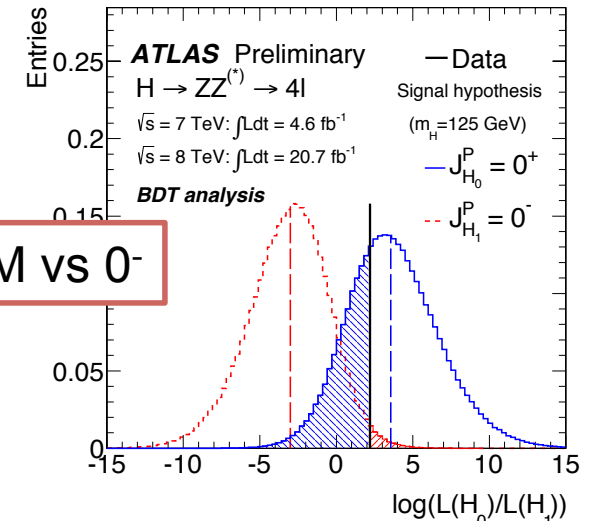 Entries
ATLAS Preliminary
H → ZZ(*) → 4l
√s = 7 TeV: ∫Ldt = 4.6 fb-1
√s = 8 TeV: ∫Ldt = 20.7 fb-1
BDT analysis
Data
Signal hypothesis
(mH=125 GeV)
JPH0 = 0+
JPH1 = 0-
M vs 0-
0.25
0.2
0.15
0.05
0
-15 -10 -5 0 5 10 15
log(L(H0)/L(H1))